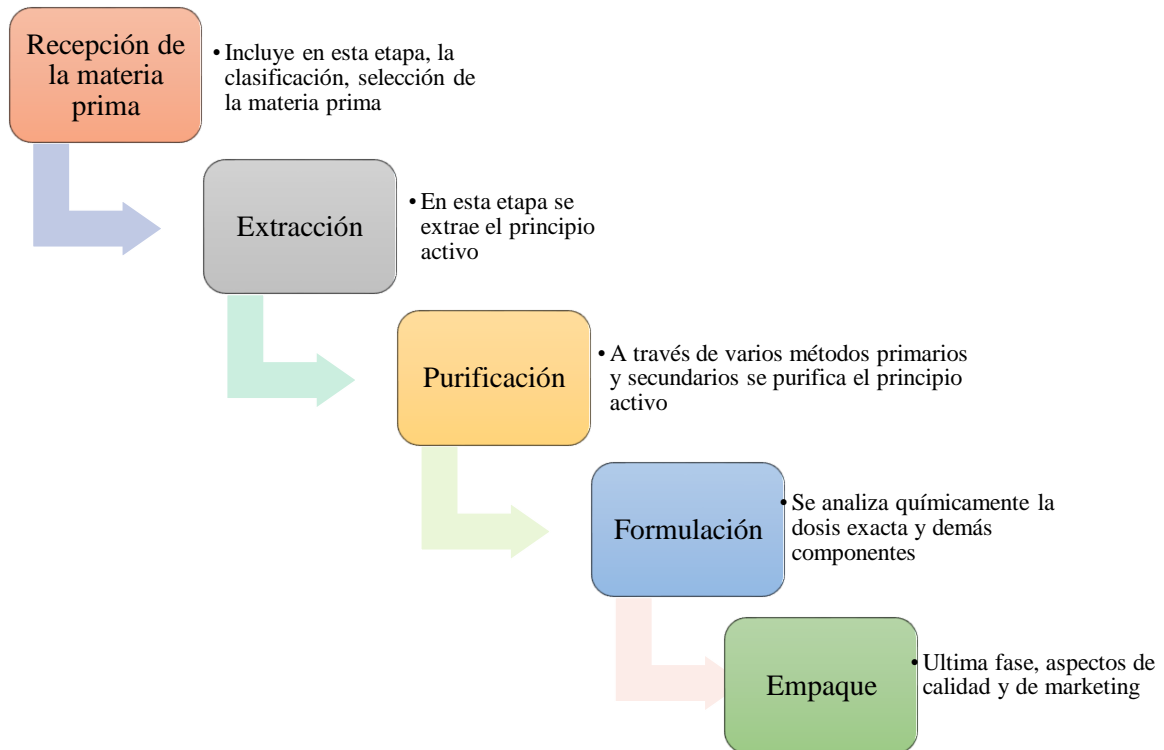 Recepción de
la materia
prima
• Incluye en esta etapa, la
clasificación, selección de
la materia prima
Extracción
• En esta etapa se
extrae el principio
activo
Purificación
• A través de varios métodos primarios
y secundarios se purifica el principio
activo
Formulación
• Se analiza químicamente la
dosis exacta y demás
componentes
Empaque
• Ultima fase, aspectos de
calidad y de marketing